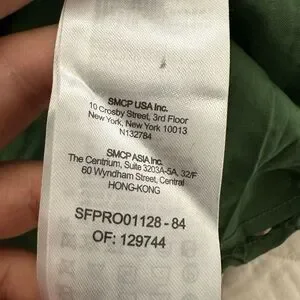 SMCP USA Inc.
10 Crosby Street, 3rd Floor
New York, New York 10013
N132784
SMCP ASIA Inc.
The Centrium, Suite 3203A-5A, 32/F
60 Wyndham Street, Central
HONG-KONG
SFPRO01128 - 84
OF: 129744